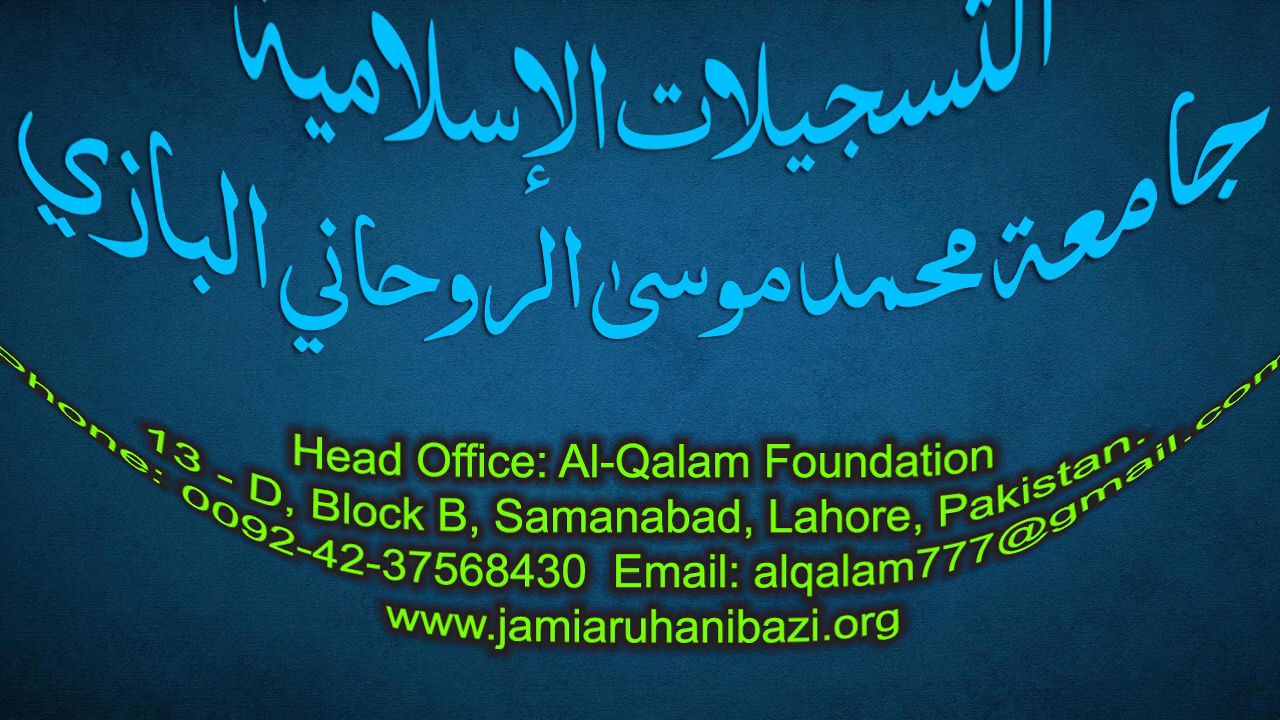 التسجيلات الإسلامية
جامعة محمد موسىٰ الروحاني البازي
Head Office: Al-Qalam Foundation
13 - D, Block B, Samanabad, Lahore, Pakistan.
Phone: 0092-42-37568430 Email: alqalam777@gmail.com
www.jamiaruhanibazi.org